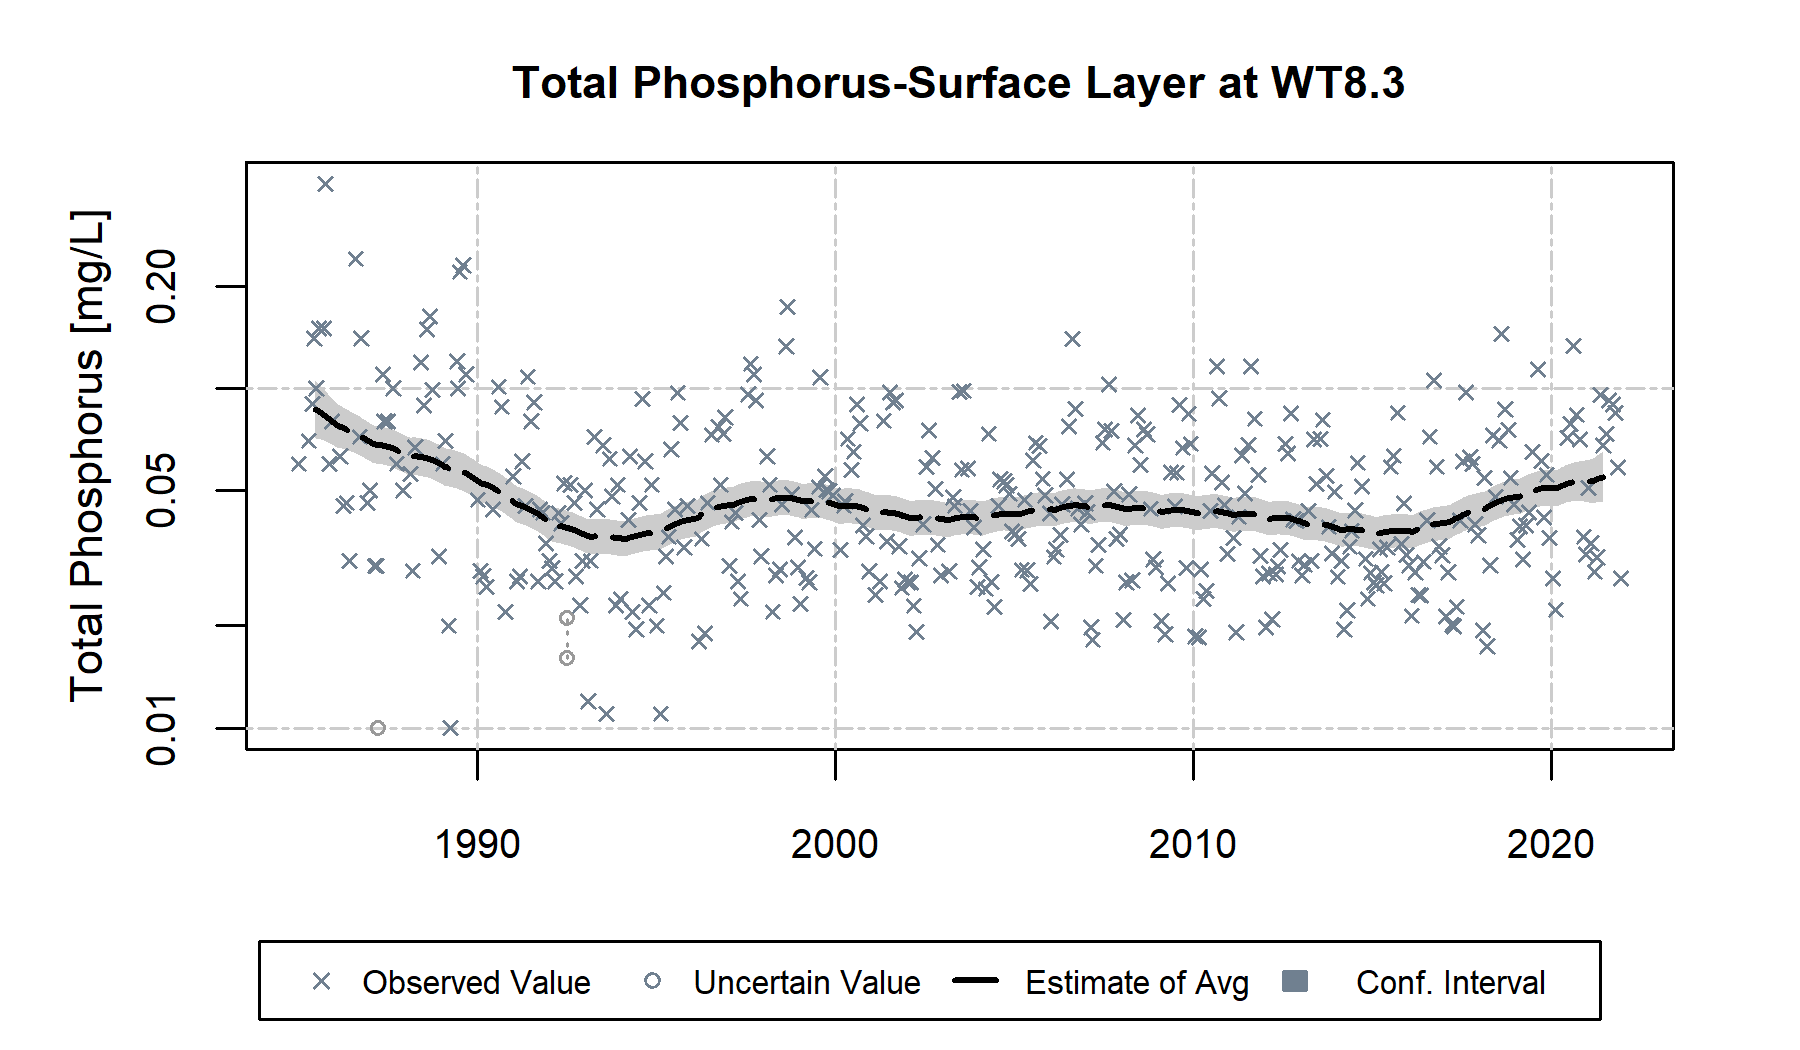 Total Phosphorus-Surface Layer at WT8.3
Total Phosphorus [mg/L]
0.20
0.05
0.01
1990 2000 2010 2020
Observed Value Uncertain Value Estimate of Avg Conf. Interval